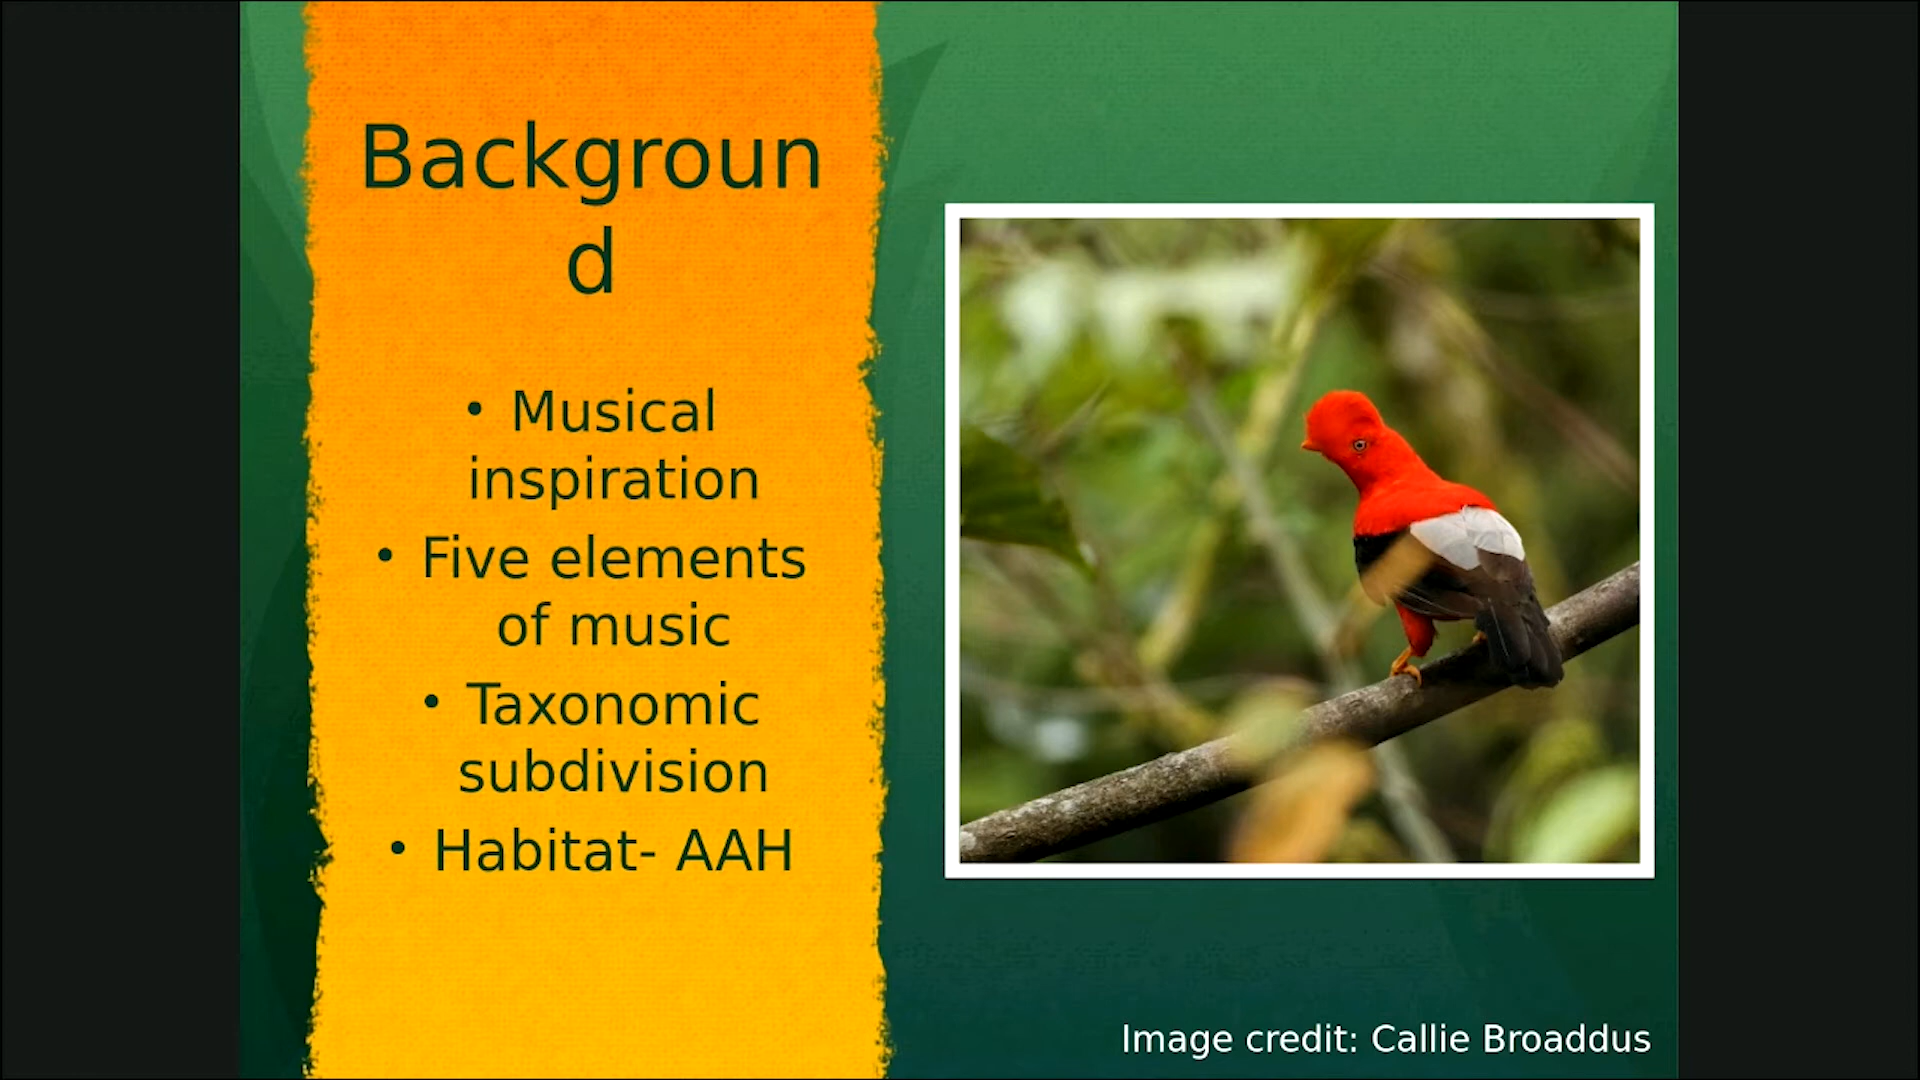 Backgroun
d
• Musical
inspiration
• Five elements
of music
• Taxonomic
subdivision
• Habitat- AAH
Image credit: Callie Broaddus